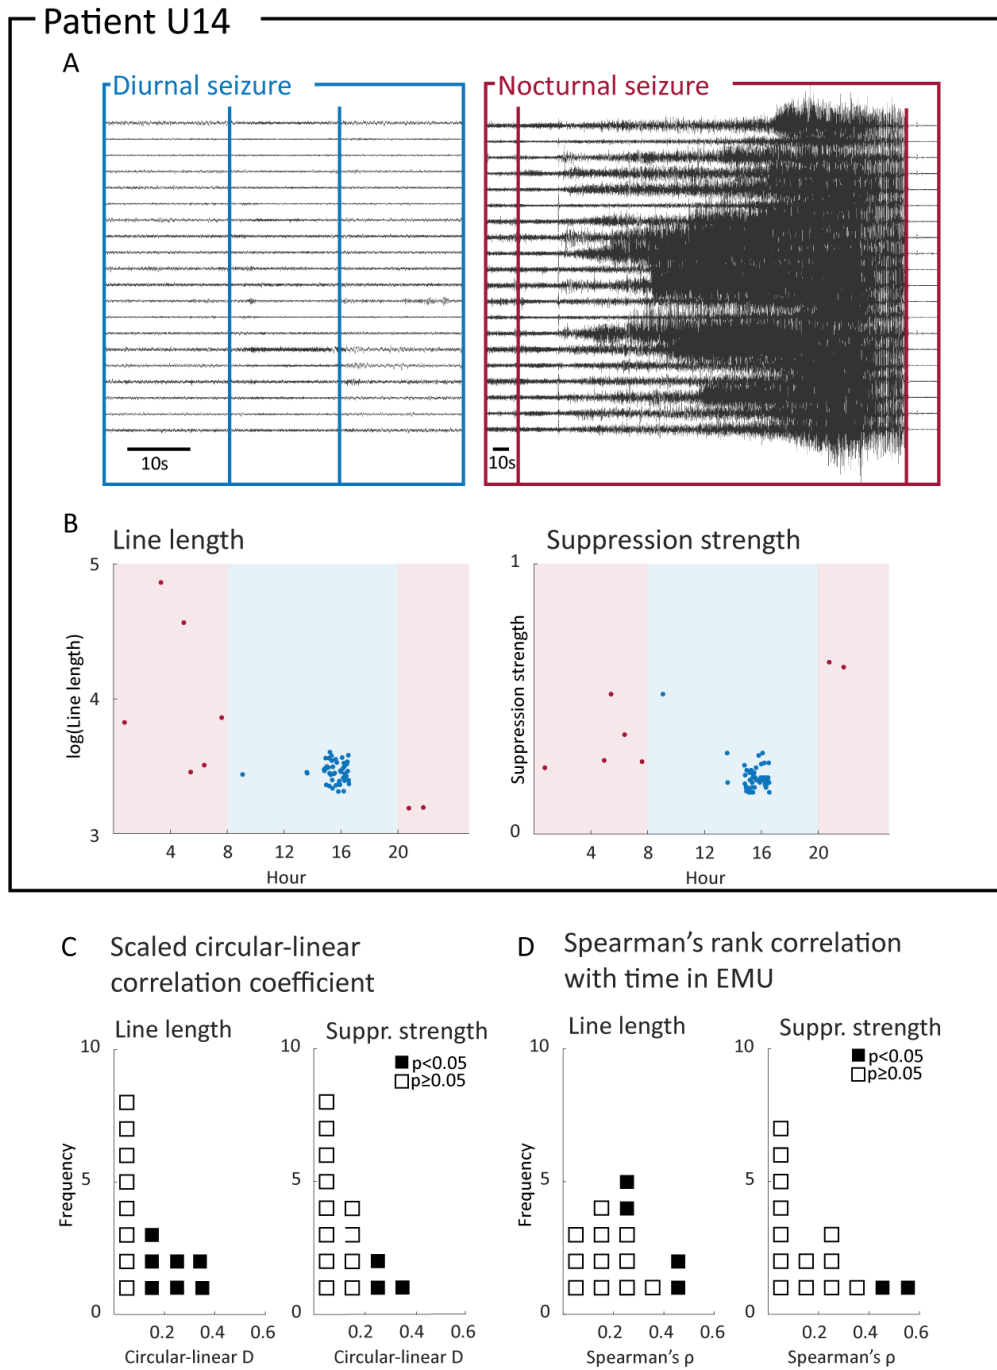 Patient U14
A
Diurnal seizure
Nocturnal seizure
10s
10s
B
Line length
Suppression strength
5
4
3
log(Line length)
4
8
12
16
20
Hour
1
0
Suppression strength
4
8
12
16
20
Hour
C
Scaled circular-linear
correlation coefficient
D
Spearman's rank correlation
with time in EMU
Line length
10
5
0
Frequency
0.2
0.4
0.6
Circular-linear D
Suppr. strength
10
5
0
p<0.05
p≥0.05
0.2
0.4
0.6
Circular-linear D
Line length
10
5
0
Frequency
0.2
0.4
0.6
Spearman's ρ
Suppr. strength
10
5
0
p<0.05
p≥0.05
0.2
0.4
0.6
Spearman's ρ